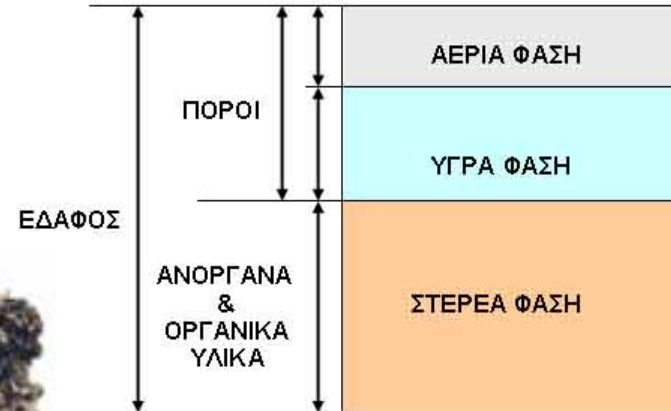 ΑΕΡΙΑ ΦΑΣΗ
ΠΟΡΟΙ
ΥΓΡΑ ΦΑΣΗ
ΕΔΑΦΟΣ
ΑΝΟΡΓΑΝΑ
&
ΟΡΓΑΝΙΚΑ
ΥΛΙΚΑ
ΣΤΕΡΕΑ ΦΑΣΗ